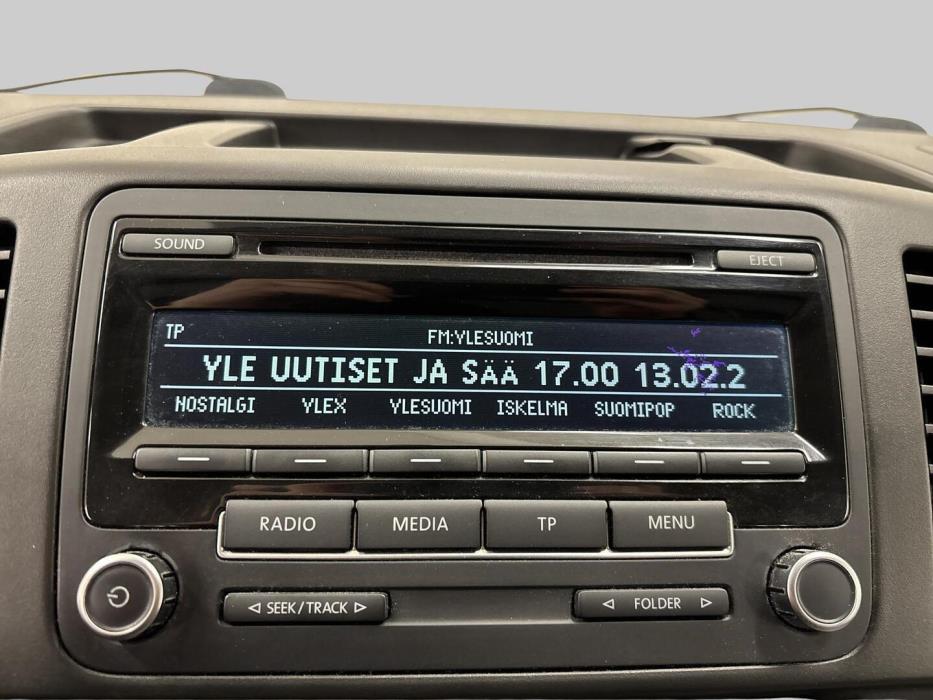 SOUND EJECT
TP FM:YLESUOMI
YLE UUTISET JA SÄÄ 17.00 13.02.2
NOSTALGI YLEX YLESUOMI ISKELMA SUOMIPOP ROCK
RADIO MEDIA TP MENU
SEEK/TRACK FOLDER